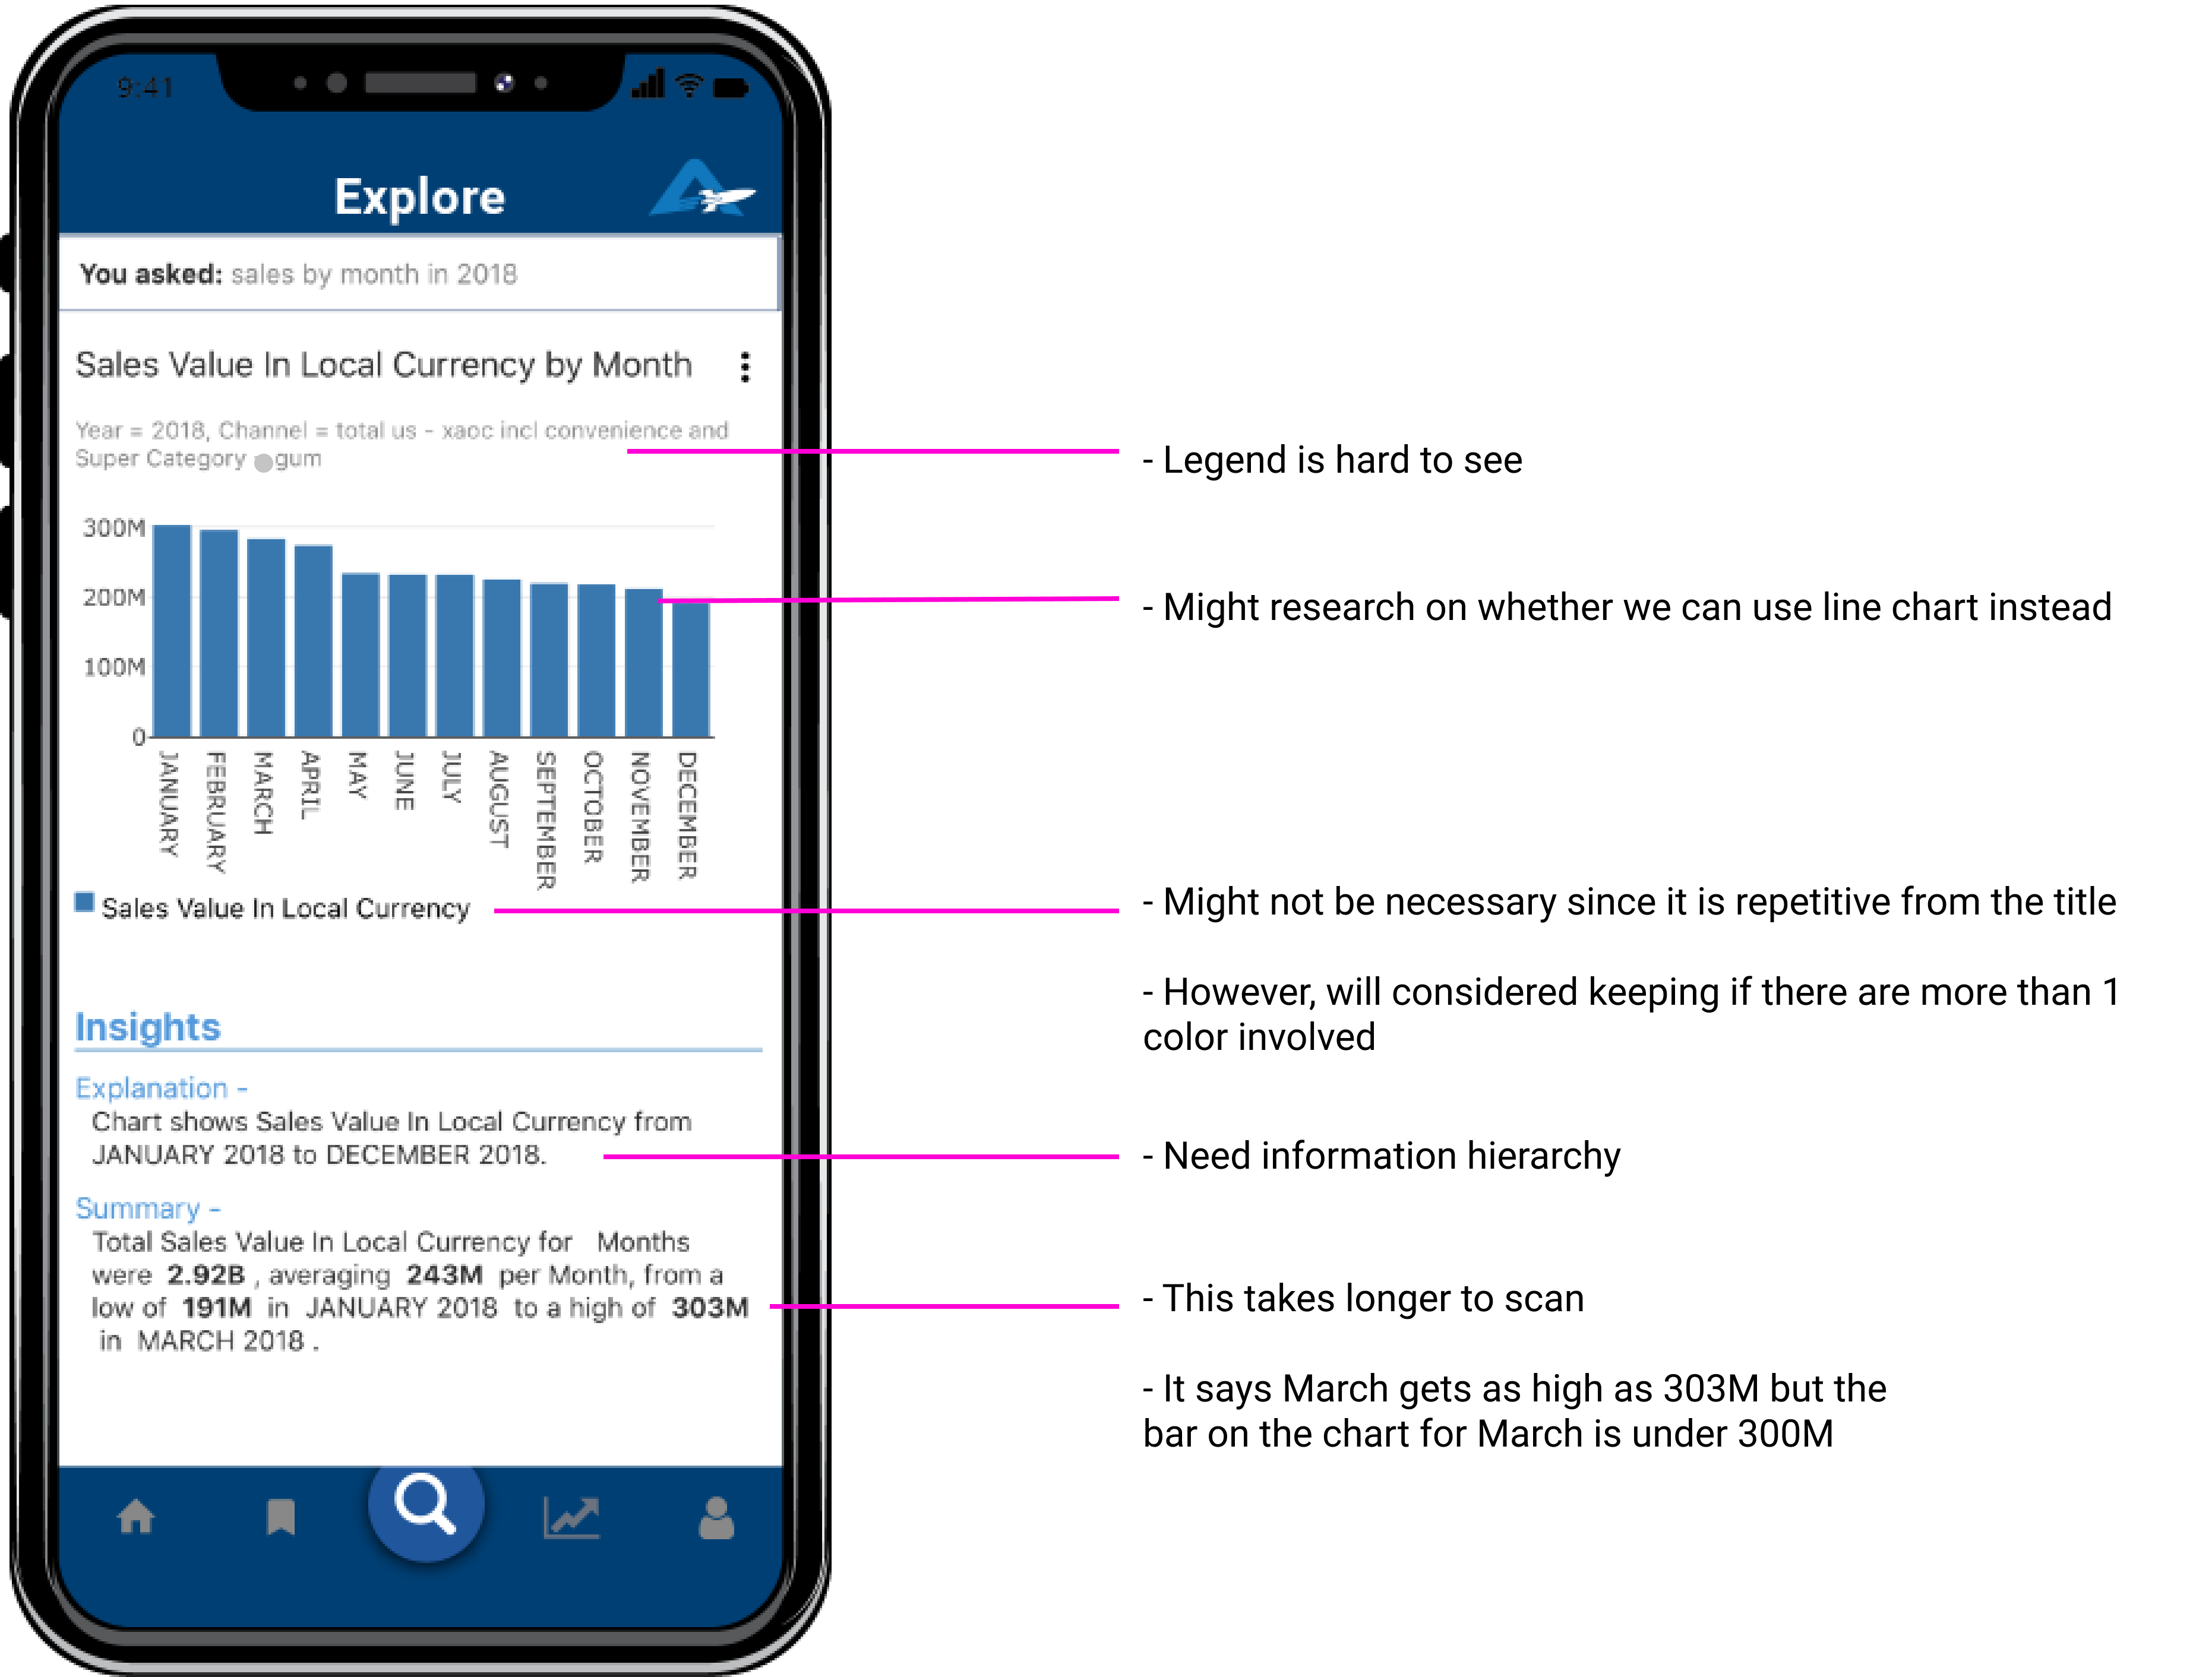 9:41
Explore
You asked: sales by month in 2018
Sales Value In Local Currency by Month
Year = 2018, Channel = total us - xaoc incl convenience and
Super Category gum
- Legend is hard to see
300M
200M
100M
0
- Might research on whether we can use line chart instead
JANUARY
FEBRUARY
MARCH
APRIL
MAY
JUNE
JULY
AUGUST
SEPTEMBER
OCTOBER
NOVEMBER
DECEMBER
Sales Value In Local Currency
- Might not be necessary since it is repetitive from the title
- However, will considered keeping if there are more than 1
color involved
Insights
Explanation -
Chart shows Sales Value In Local Currency from
JANUARY 2018 to DECEMBER 2018.
- Need information hierarchy
Summary -
Total Sales Value In Local Currency for Months
were 2.92B , averaging 243M per Month, from a
low of 191M in JANUARY 2018 to a high of 303M
in MARCH 2018 .
- This takes longer to scan
- It says March gets as high as 303M but the
bar on the chart for March is under 300M